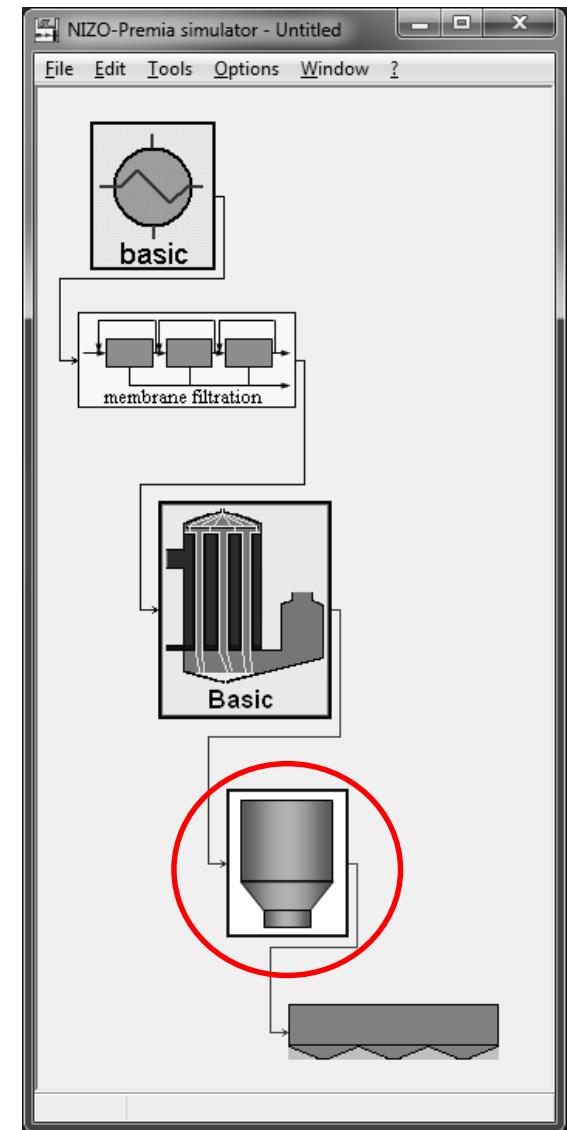 NIZO-Premia simulator - Untitled
File Edit Tools Options Window ?
basic
membrane filtration
Basic